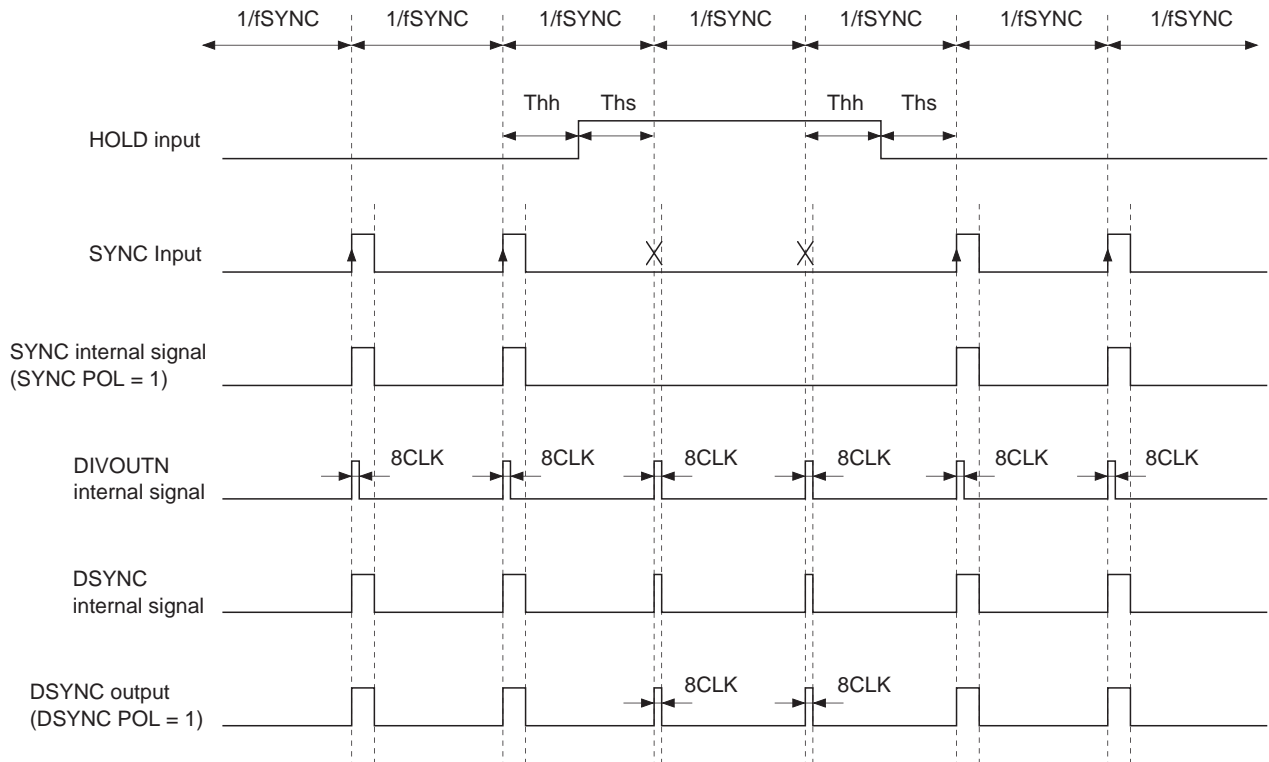 1/fSYNC 1/fSYNC 1/fSYNC 1/fSYNC 1/fSYNC 1/fSYNC 1/fSYNC
Thh Ths Thh Ths
HOLD input
SYNC Input
SYNC internal signal
(SYNC POL = 1)
8CLK 8CLK 8CLK 8CLK 8CLK 8CLK
DIVOUTN
internal signal
DSYNC
internal signal
8CLK 8CLK
DSYNC output
(DSYNC POL = 1)